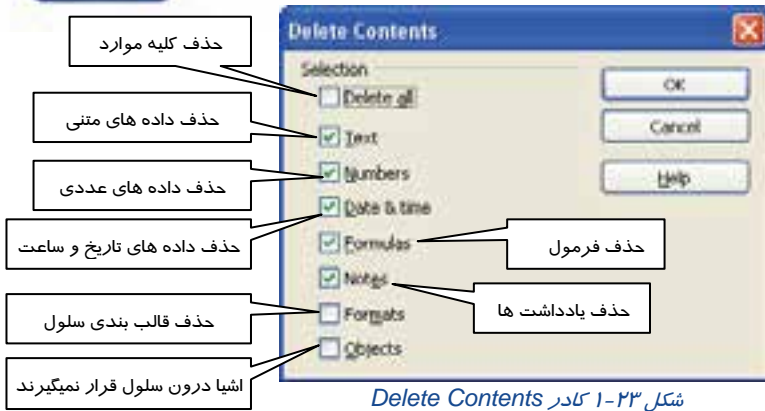 Delete Contents
حذف کلیه موارد
Selection
Delete all
OK
حذف داده های متنی
Text
Cancel
حذف داده های عددی
Numbers
Help
Date & time
حذف داده های تاریخ و ساعت
Formulas
حذف فرمول
Notes
حذف یادداشت ها
Formats
حذف قالب بندی سلول
Objects
اشیا درون سلول قرار نمیگیرند
شکل ۲۳-۱ کادر Delete Contents